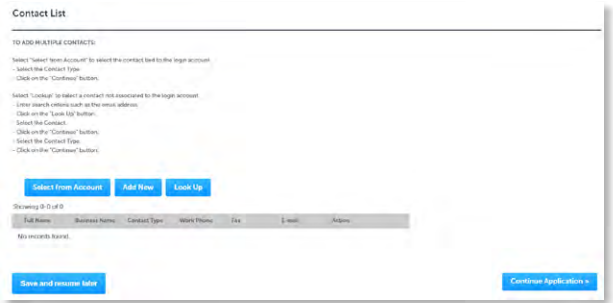 Contact List
TO ADD MULTIPLE CONTACTS:
Select "Select from Account" to select the contact tied to the login account.
- Select the Contact Type.
- Click on the "Continue" button.
Select "Lookup" to select a contact not associated to the login account.
- Enter search criteria such as the email address.
- Click on the "Look Up" button.
- Select the Contact.
- Click on the "Continue" button.
- Select the Contact Type.
- Click on the "Continue" button.
Select from Account Add New Look Up
Showing 0-0 of 0
Full Name Business Name Contact Type Work Phone Fax E-mail Action
No records found.
Save and resume later Continue Application »